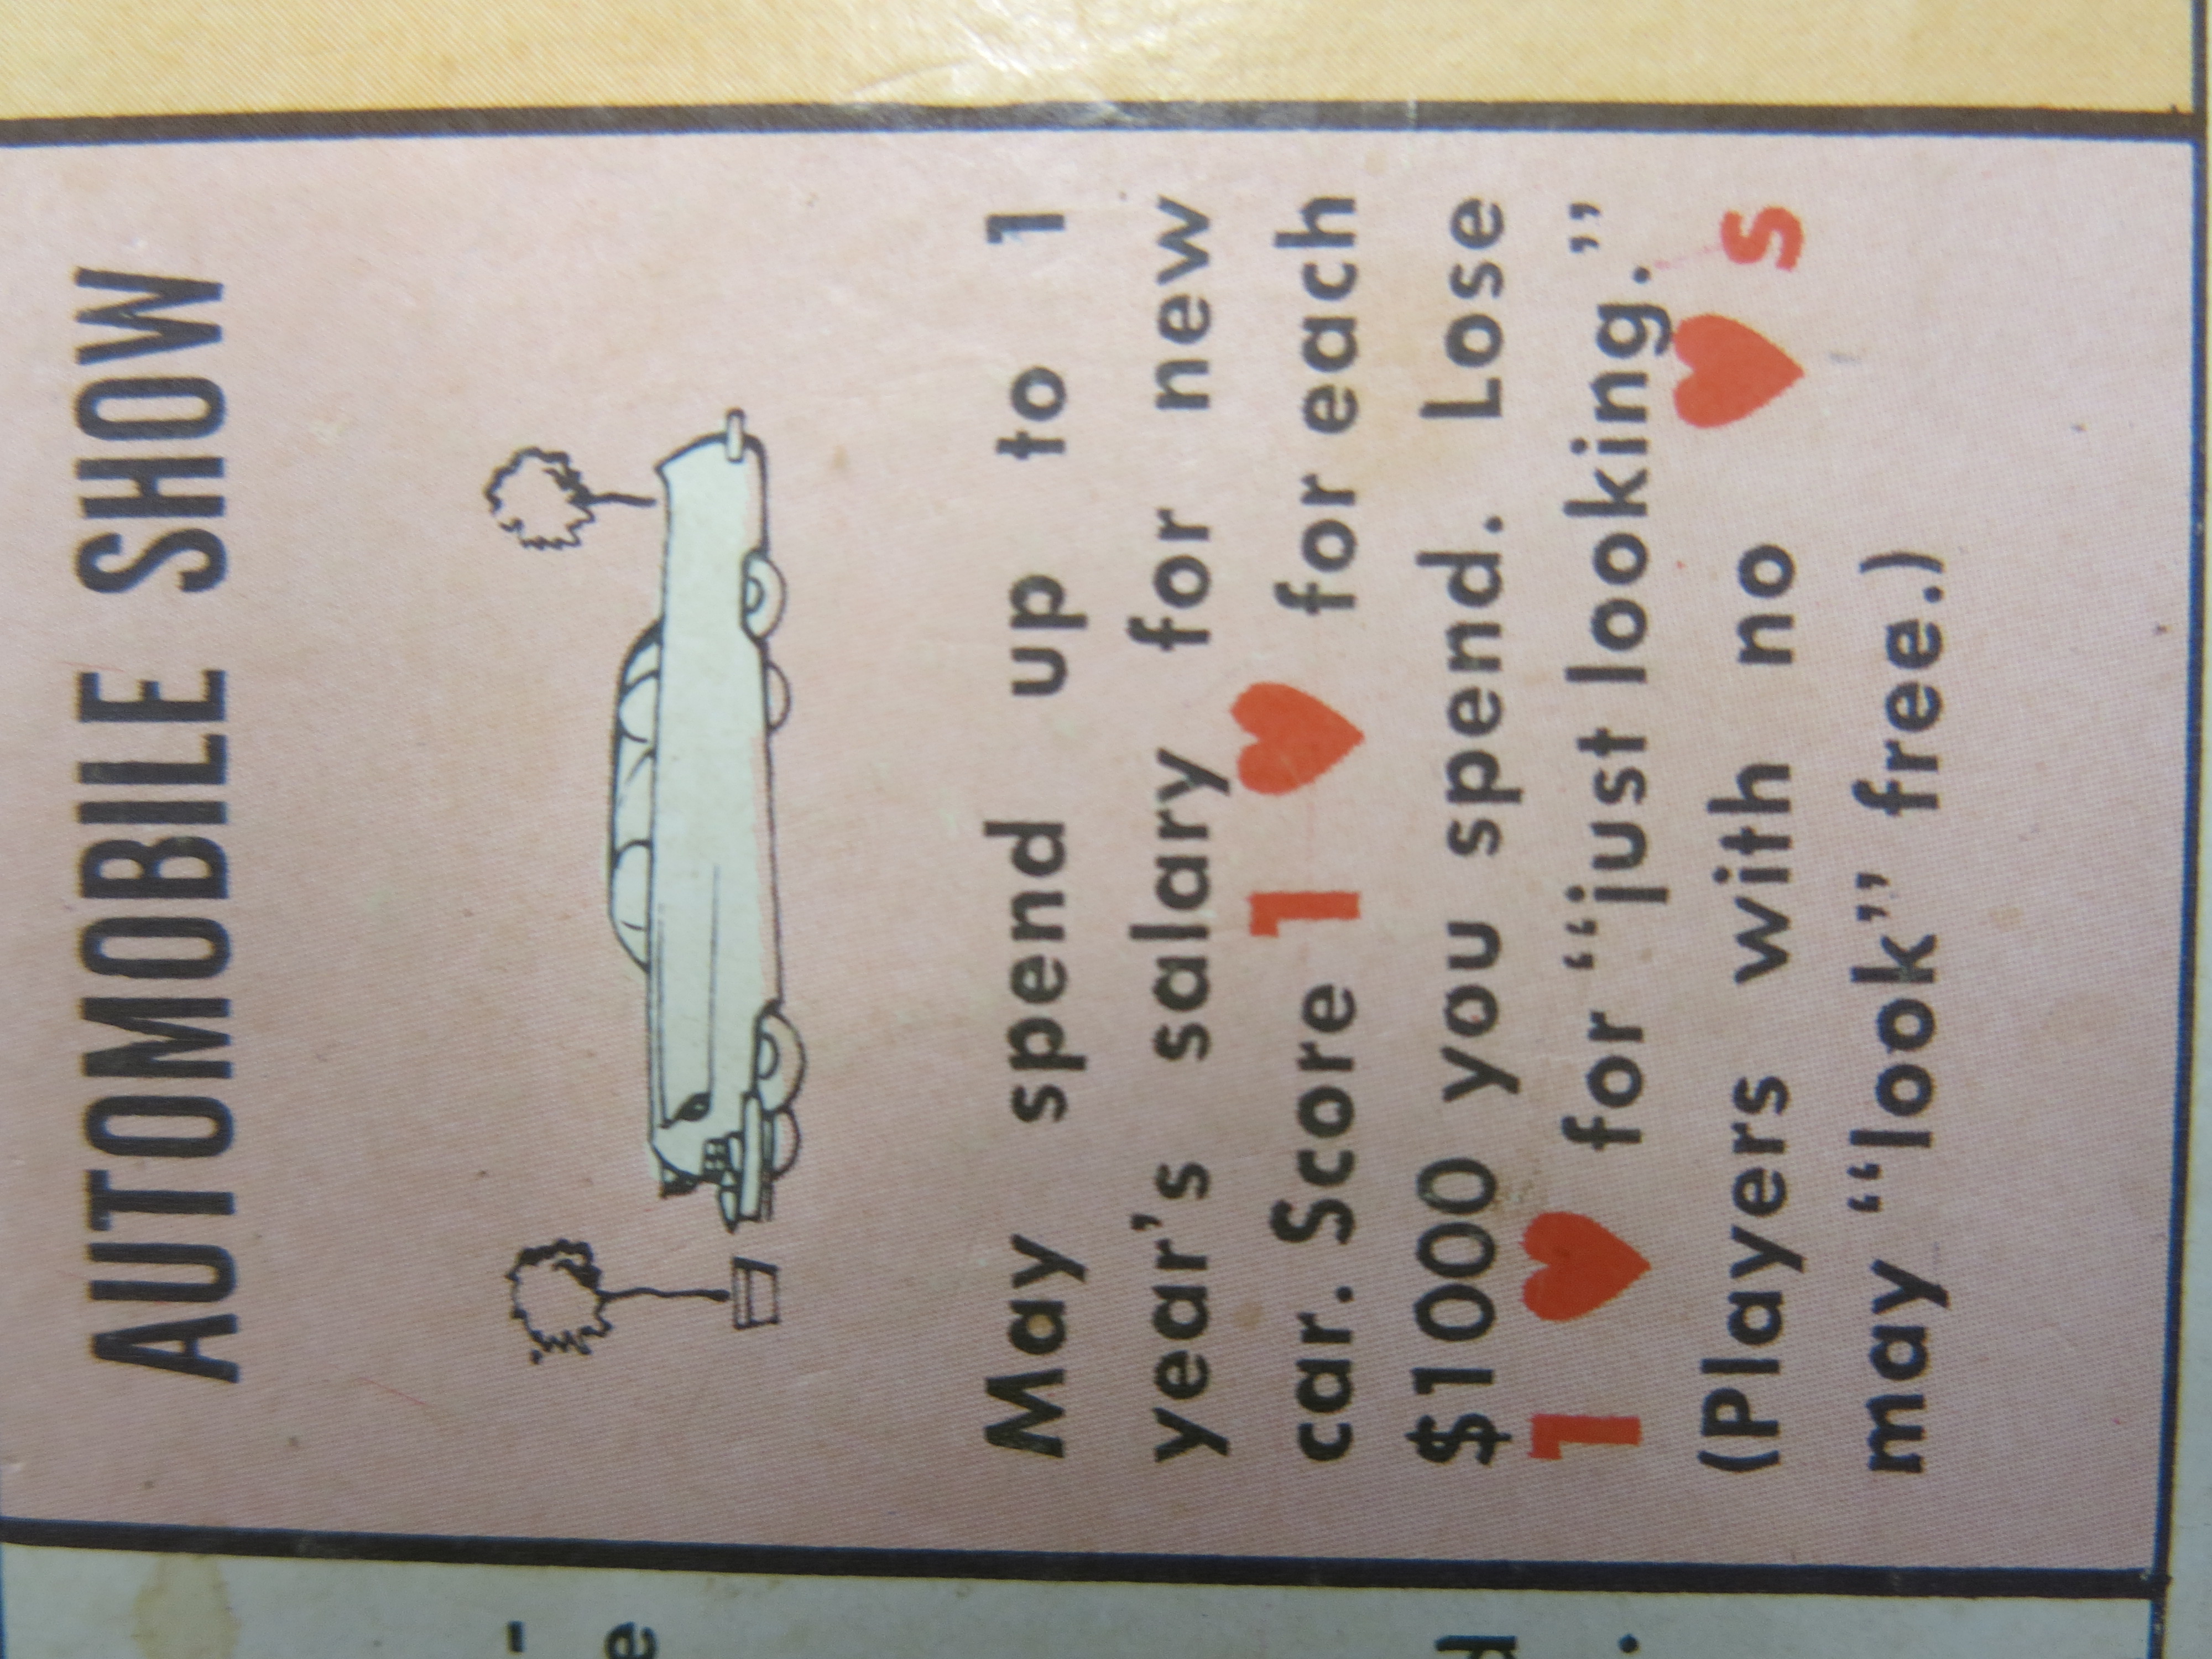 AUTOMOBILE SHOW
May spend up to 1
year's salary for new
car. Score 1 ♥ for each
$1000 you spend. Lose
1 ♥ for “just looking.”
(Players with no ♥s
may “look” free.)